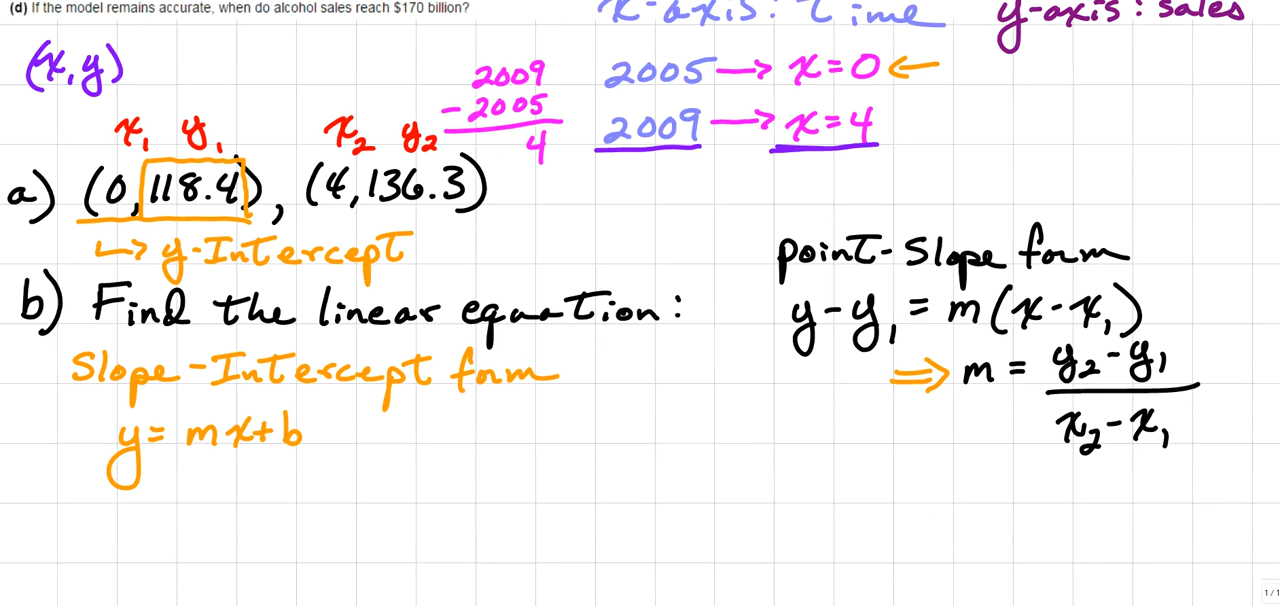 (d) If the model remains accurate, when do alcohol sales reach $170 billion?
x-axis: Time
y-axis: sales
(x,y)
2009
- 2005
4
2005 → x=0 ←
2009 → x=4
x₁ y₁ x₂ y₂
a) (0,118.4), (4,136.3)
↳ y-Intercept
b) Find the linear equation:
Slope-Intercept form
y = mx+b
point-Slope form
y-y₁ = m(x-x₁)
⇒ m = y₂-y₁
x₂-x₁
1/1